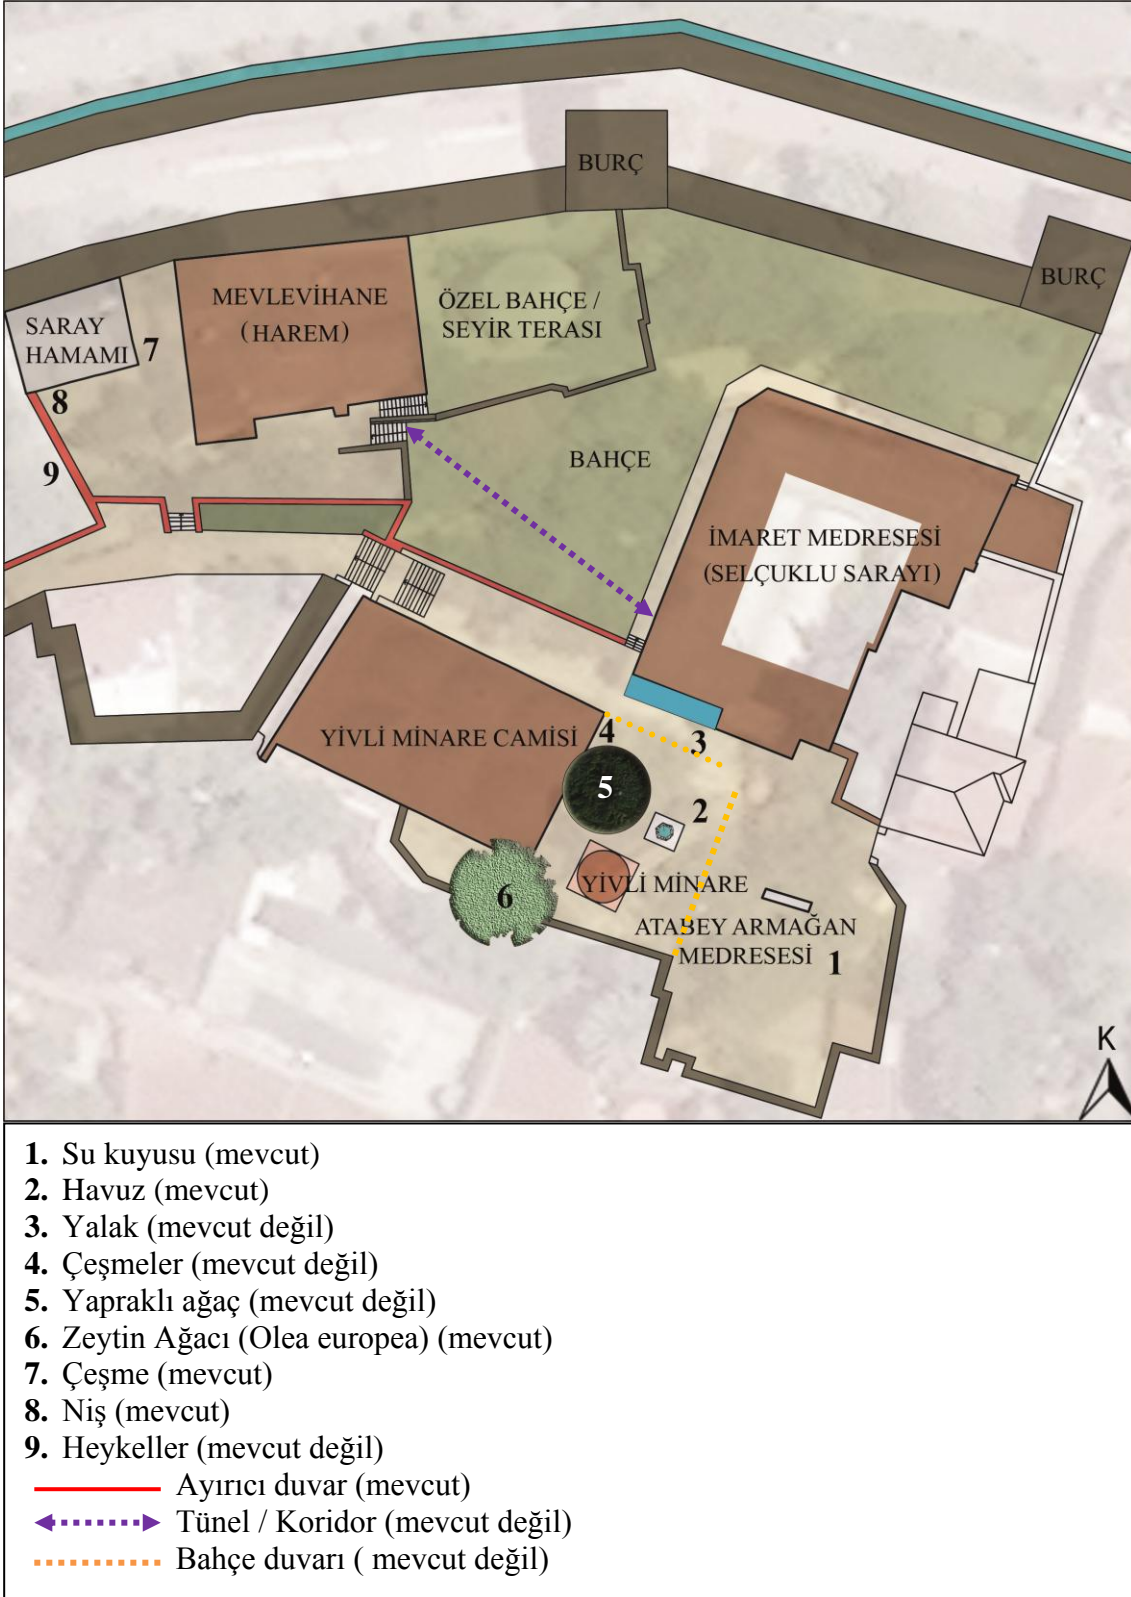 BURÇ
BURÇ
MEVLEVİHANE
(HAREM)
ÖZEL BAHÇE /
SEYİR TERASI
SARAY
HAMAMI
7
8
9
BAHÇE
İMARET MEDRESESİ
(SELÇUKLU SARAYI)
YİVLİ MİNARE CAMİSİ
4
3
5
2
6
YİVLİ MİNARE
ATABEY ARMAĞAN
MEDRESESİ
1
K
1. Su kuyusu (mevcut)
2. Havuz (mevcut)
3. Yalak (mevcut değil)
4. Çeşmeler (mevcut değil)
5. Yapraklı ağaç (mevcut değil)
6. Zeytin Ağacı (Olea europea) (mevcut)
7. Çeşme (mevcut)
8. Niş (mevcut)
9. Heykeller (mevcut değil)
Ayırıcı duvar (mevcut)
Tünel / Koridor (mevcut değil)
Bahçe duvarı ( mevcut değil)